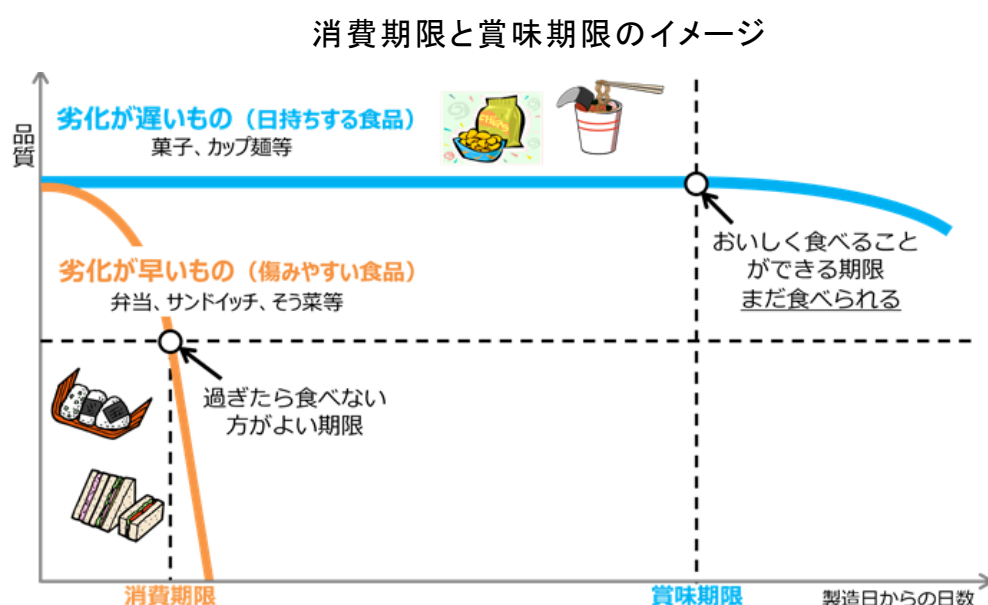 消費期限と賞味期限のイメージ
品質
劣化が遅いもの（日持ちする食品）
菓子、カップ麺等
おいしく食べること
ができる期限
まだ食べられる
劣化が早いもの（傷みやすい食品）
弁当、サンドイッチ、そう菜等
過ぎたら食べない
方がよい期限
消費期限
賞味期限
製造日からの日数